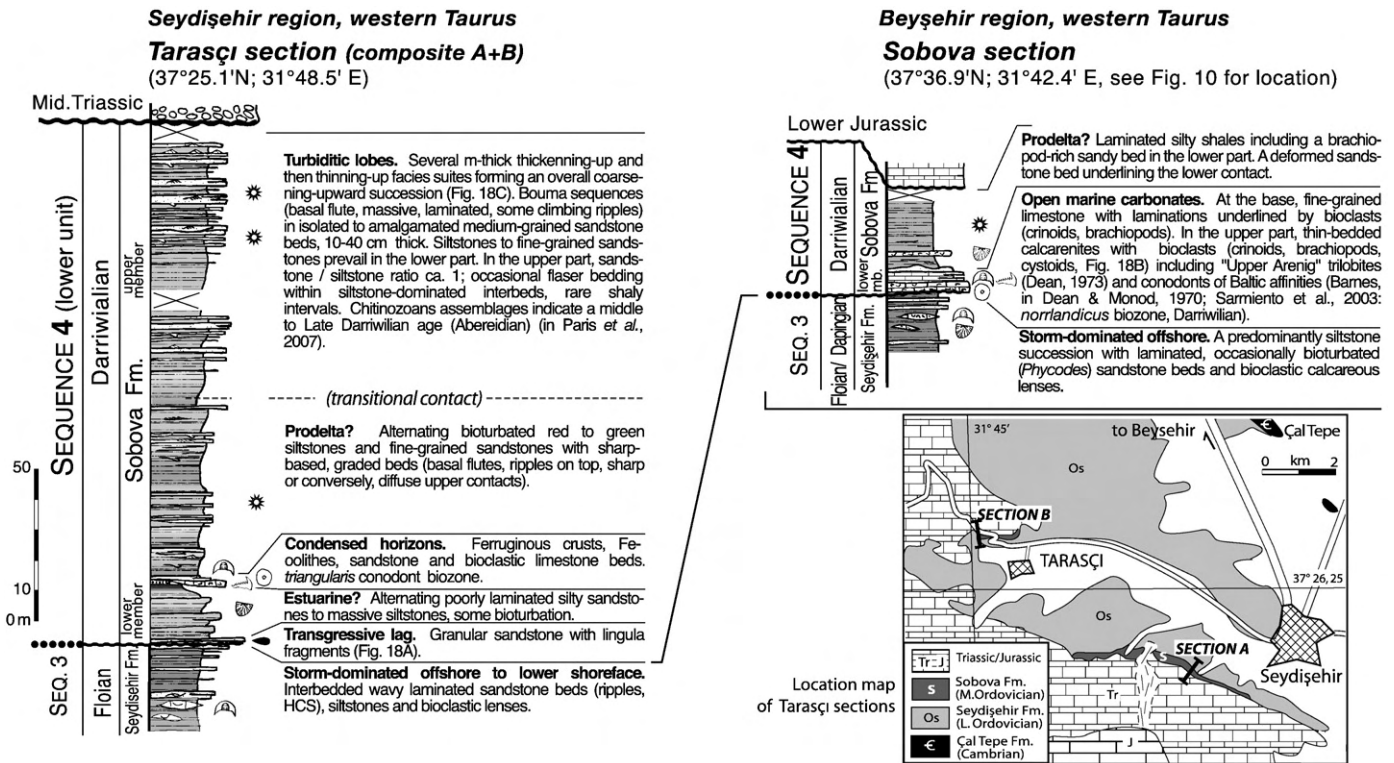 Seydişehir region, western Taurus
Tarasçı section (composite A+B)
(37°25.1'N; 31°48.5' E)
Mid.Triassic
SEQUENCE 4 (lower unit)
Darriwialian
Sobova Fm.
upper
member
lower
member
SEQ. 3
Floian
Seydişehir Fm.
50
10
0 m
Turbiditic lobes. Several m-thick thickenning-up and
then thinning-up facies suites forming an overall coarse-
ning-upward succession (Fig. 18C). Bouma sequences
(basal flute, massive, laminated, some climbing ripples)
in isolated to amalgamated medium-grained sandstone
beds, 10-40 cm thick. Siltstones to fine-grained sands-
tones prevail in the lower part. In the upper part, sands-
tone / siltstone ratio ca. 1; occasional flaser bedding
within siltstone-dominated interbeds, rare shaly
intervals. Chitinozoans assemblages indicate a middle
to Late Darriwilian age (Abereidian) (in Paris et al.,
2007).
(transitional contact)
Prodelta? Alternating bioturbated red to green
siltstones and fine-grained sandstones with sharp-
based, graded beds (basal flutes, ripples on top, sharp
or conversely, diffuse upper contacts).
Condensed horizons. Ferruginous crusts, Fe-
oolithes, sandstone and bioclastic limestone beds.
triangularis conodont biozone.
Estuarine? Alternating poorly laminated silty sandsto-
nes to massive siltstones, some bioturbation.
Transgressive lag. Granular sandstone with lingula
fragments (Fig. 18A).
Storm-dominated offshore to lower shoreface.
Interbedded wavy laminated sandstone beds (ripples,
HCS), siltstones and bioclastic lenses.
Beyşehir region, western Taurus
Sobova section
(37°36.9'N; 31°42.4' E, see Fig. 10 for location)
Lower Jurassic
SEQUENCE 4
Darriwialian
lower Sobova Fm
mb.
SEQ. 3
Floian/ Dapingian
Seydişehir Fm.
Prodelta? Laminated silty shales including a brachio-
pod-rich sandy bed in the lower part. A deformed sands-
tone bed underlining the lower contact.
Open marine carbonates. At the base, fine-grained
limestone with laminations underlined by bioclasts
(crinoids, brachiopods). In the upper part, thin-bedded
calcarenites with bioclasts (crinoids, brachiopods,
cystoids, Fig. 18B) including "Upper Arenig" trilobites
(Dean, 1973) and conodonts of Baltic affinities (Barnes,
in Dean & Monod, 1970; Sarmiento et al., 2003:
norrlandicus biozone, Darriwilian).
Storm-dominated offshore. A predominantly siltstone
succession with laminated, occasionally bioturbated
(Phycodes) sandstone beds and bioclastic calcareous
lenses.
31° 45'
to Beysehir
Є
Çal Tepe
0 km 2
Os
SECTION B
TARASÇI
37° 26, 25
Os
S
SECTION A
Seydişehir
Tr
J
Location map
of Tarasçı sections
Tr J Triassic/Jurassic
S Sobova Fm.
(M.Ordovician)
Os Seydişehir Fm.
(L. Ordovician)
Є Çal Tepe Fm.
(Cambrian)